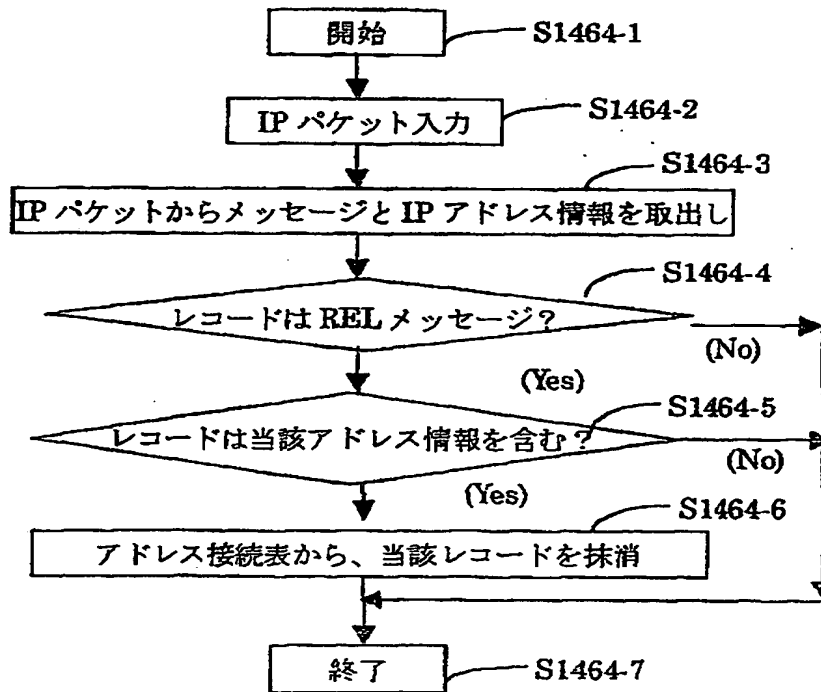 開始
S1464-1
IP パケット入力
S1464-2
S1464-3
IP パケットからメッセージと IP アドレス情報を取出し
S1464-4
レコードは REL メッセージ？
(No)
(Yes)
S1464-5
レコードは当該アドレス情報を含む？
(No)
(Yes)
S1464-6
アドレス接続表から、当該レコードを抹消
終了
S1464-7